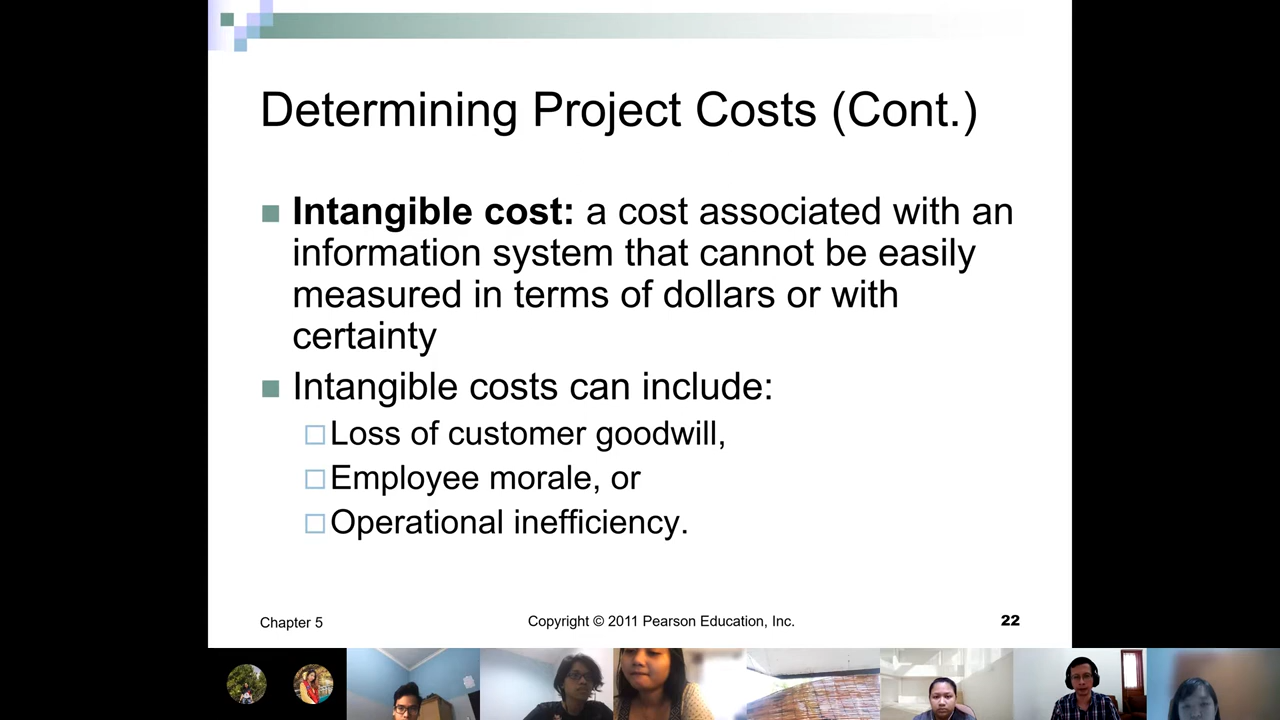 Determining Project Costs (Cont.)
Intangible cost: a cost associated with an
information system that cannot be easily
measured in terms of dollars or with
certainty
Intangible costs can include:
Loss of customer goodwill,
Employee morale, or
Operational inefficiency.
Chapter 5
Copyright © 2011 Pearson Education, Inc.
22